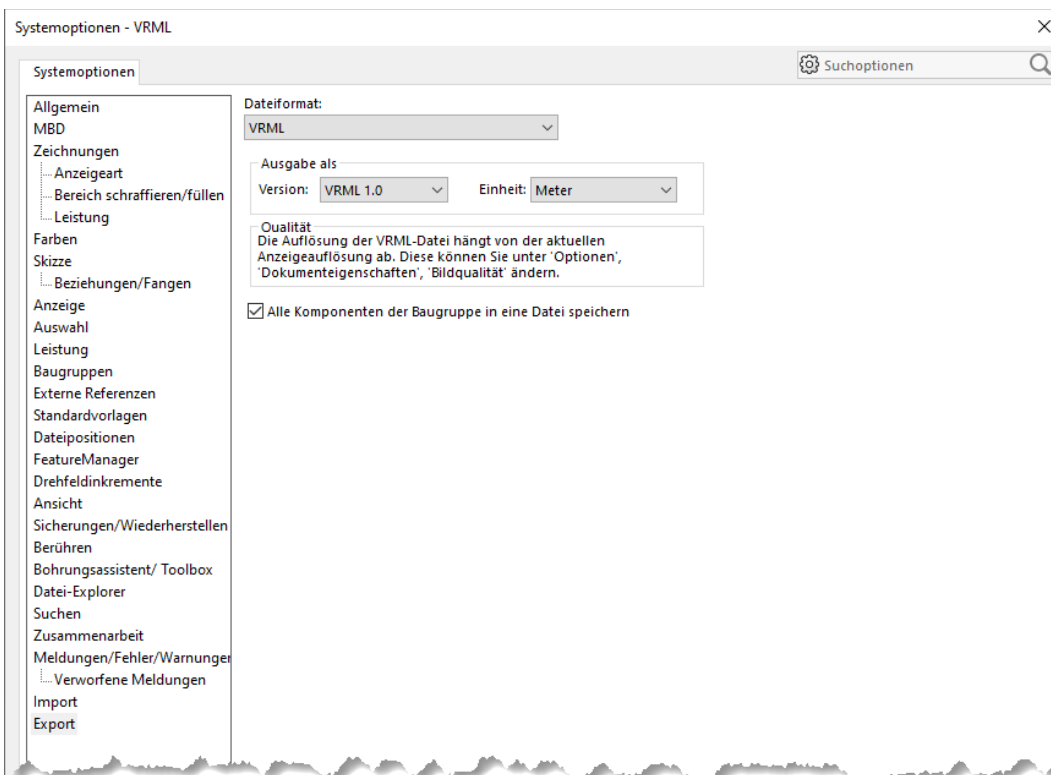 Systemoptionen - VRML
Systemoptionen
Suchoptionen
Allgemein
MBD
Zeichnungen
Anzeigeart
Bereich schraffieren/füllen
Leistung
Farben
Skizze
Beziehungen/Fangen
Anzeige
Auswahl
Leistung
Baugruppen
Externe Referenzen
Standardvorlagen
Dateipositionen
FeatureManager
Drehfeldinkremente
Ansicht
Sicherungen/Wiederherstellen
Berühren
Bohrungsassistent/ Toolbox
Datei-Explorer
Suchen
Zusammenarbeit
Meldungen/Fehler/Warnunger
Verworfene Meldungen
Import
Export
Dateiformat:
VRML
Ausgabe als
Version: VRML 1.0 Einheit: Meter
Qualität
Die Auflösung der VRML-Datei hängt von der aktuellen
Anzeigeauflösung ab. Diese können Sie unter 'Optionen',
'Dokumenteigenschaften', 'Bildqualität' ändern.
Alle Komponenten der Baugruppe in eine Datei speichern